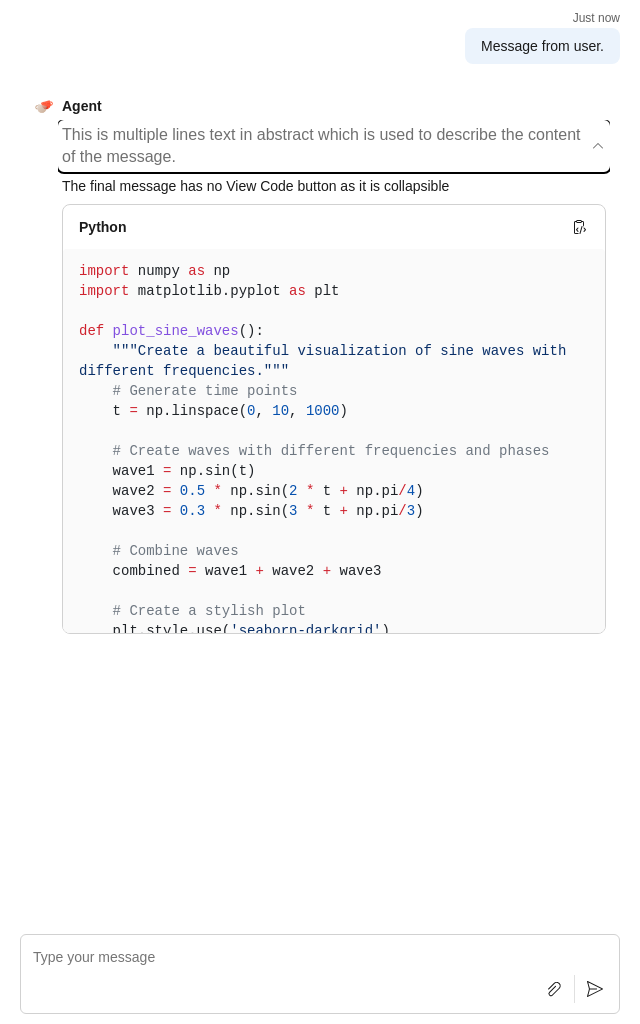 Just now
Message from user.
Agent
This is multiple lines text in abstract which is used to describe the content
of the message.
The final message has no View Code button as it is collapsible
Python
import numpy as np
import matplotlib.pyplot as plt
def plot_sine_waves():
    """Create a beautiful visualization of sine waves with
different frequencies."""
    # Generate time points
    t = np.linspace(0, 10, 1000)
    # Create waves with different frequencies and phases
    wave1 = np.sin(t)
    wave2 = 0.5 * np.sin(2 * t + np.pi/4)
    wave3 = 0.3 * np.sin(3 * t + np.pi/3)
    # Combine waves
    combined = wave1 + wave2 + wave3
    # Create a stylish plot
    plt.style.use('seaborn-darkgrid')
Type your message